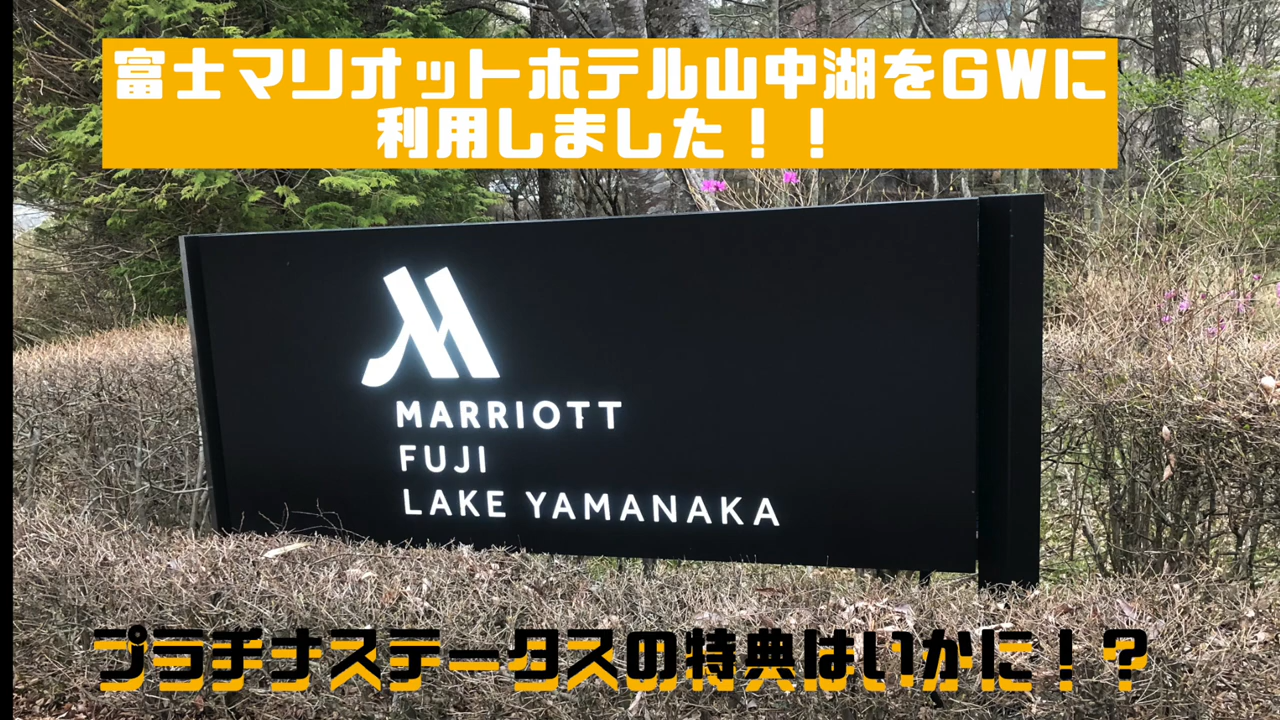 富士マリオットホテル山中湖をGWに
利用しました！！
MARRIOTT
FUJI
LAKE YAMANAKA
プラチナステータスの特典はいかに！？